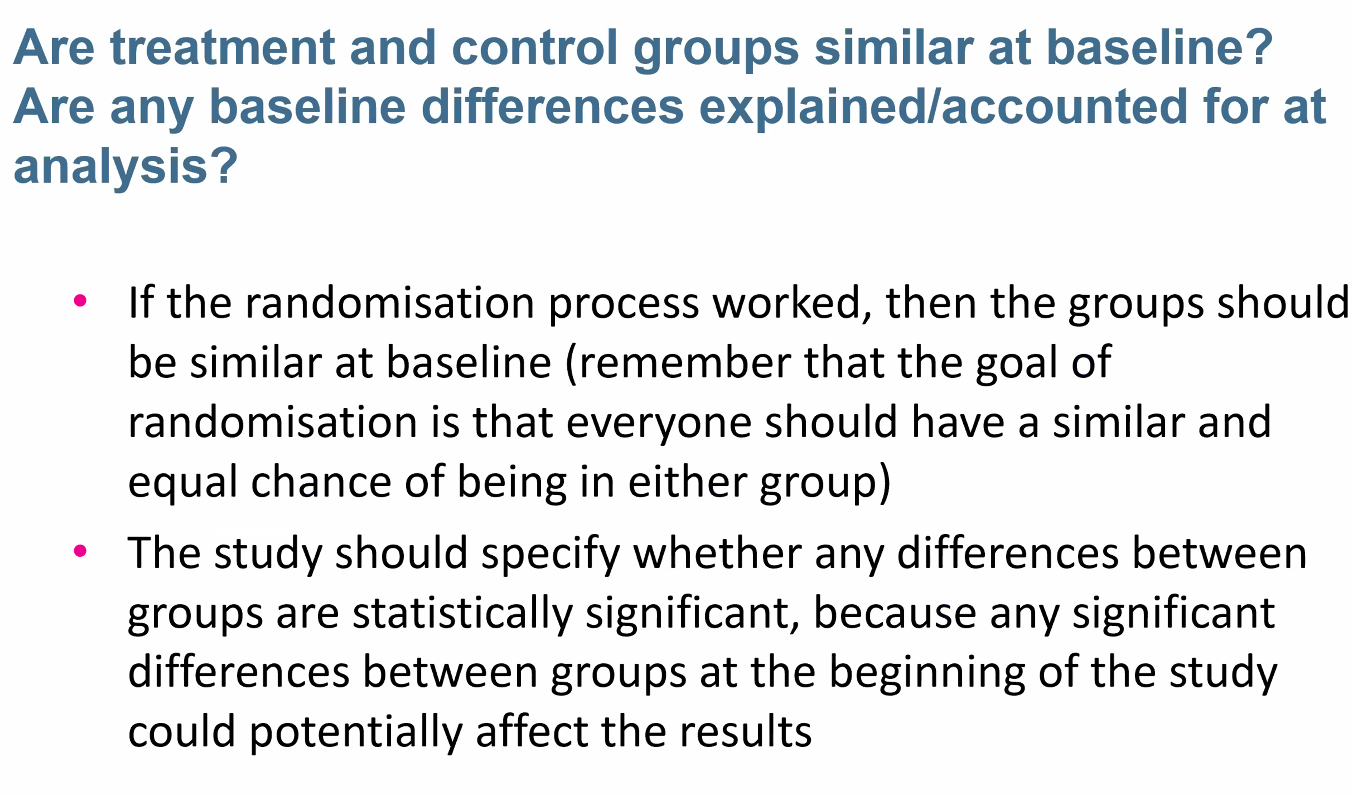 Are treatment and control groups similar at baseline?
Are any baseline differences explained/accounted for at
analysis?
• If the randomisation process worked, then the groups should
be similar at baseline (remember that the goal of
randomisation is that everyone should have a similar and
equal chance of being in either group)
• The study should specify whether any differences between
groups are statistically significant, because any significant
differences between groups at the beginning of the study
could potentially affect the results